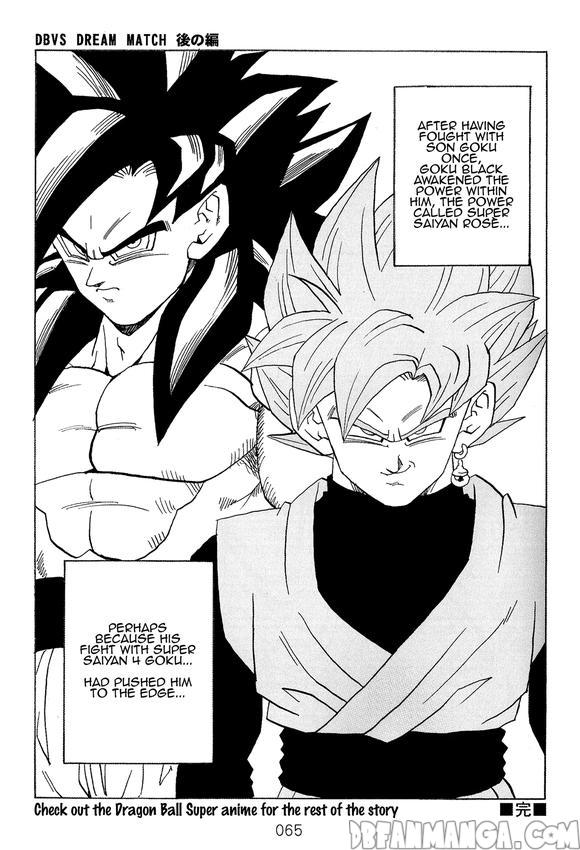 DBVS DREAM MATCH 後の編
AFTER HAVING
FOUGHT WITH
SON GOKU
ONCE,
GOKU BLACK
AWAKENED THE
POWER WITHIN
HIM, THE POWER
CALLED SUPER
SAIYAN ROSE...
PERHAPS
BECAUSE HIS
FIGHT WITH SUPER
SAIYAN 4 GOKU...
HAD PUSHED HIM
TO THE EDGE...
Check out the Dragon Ball Super anime for the rest of the story
■完■
065
DBFANMANGA.COM